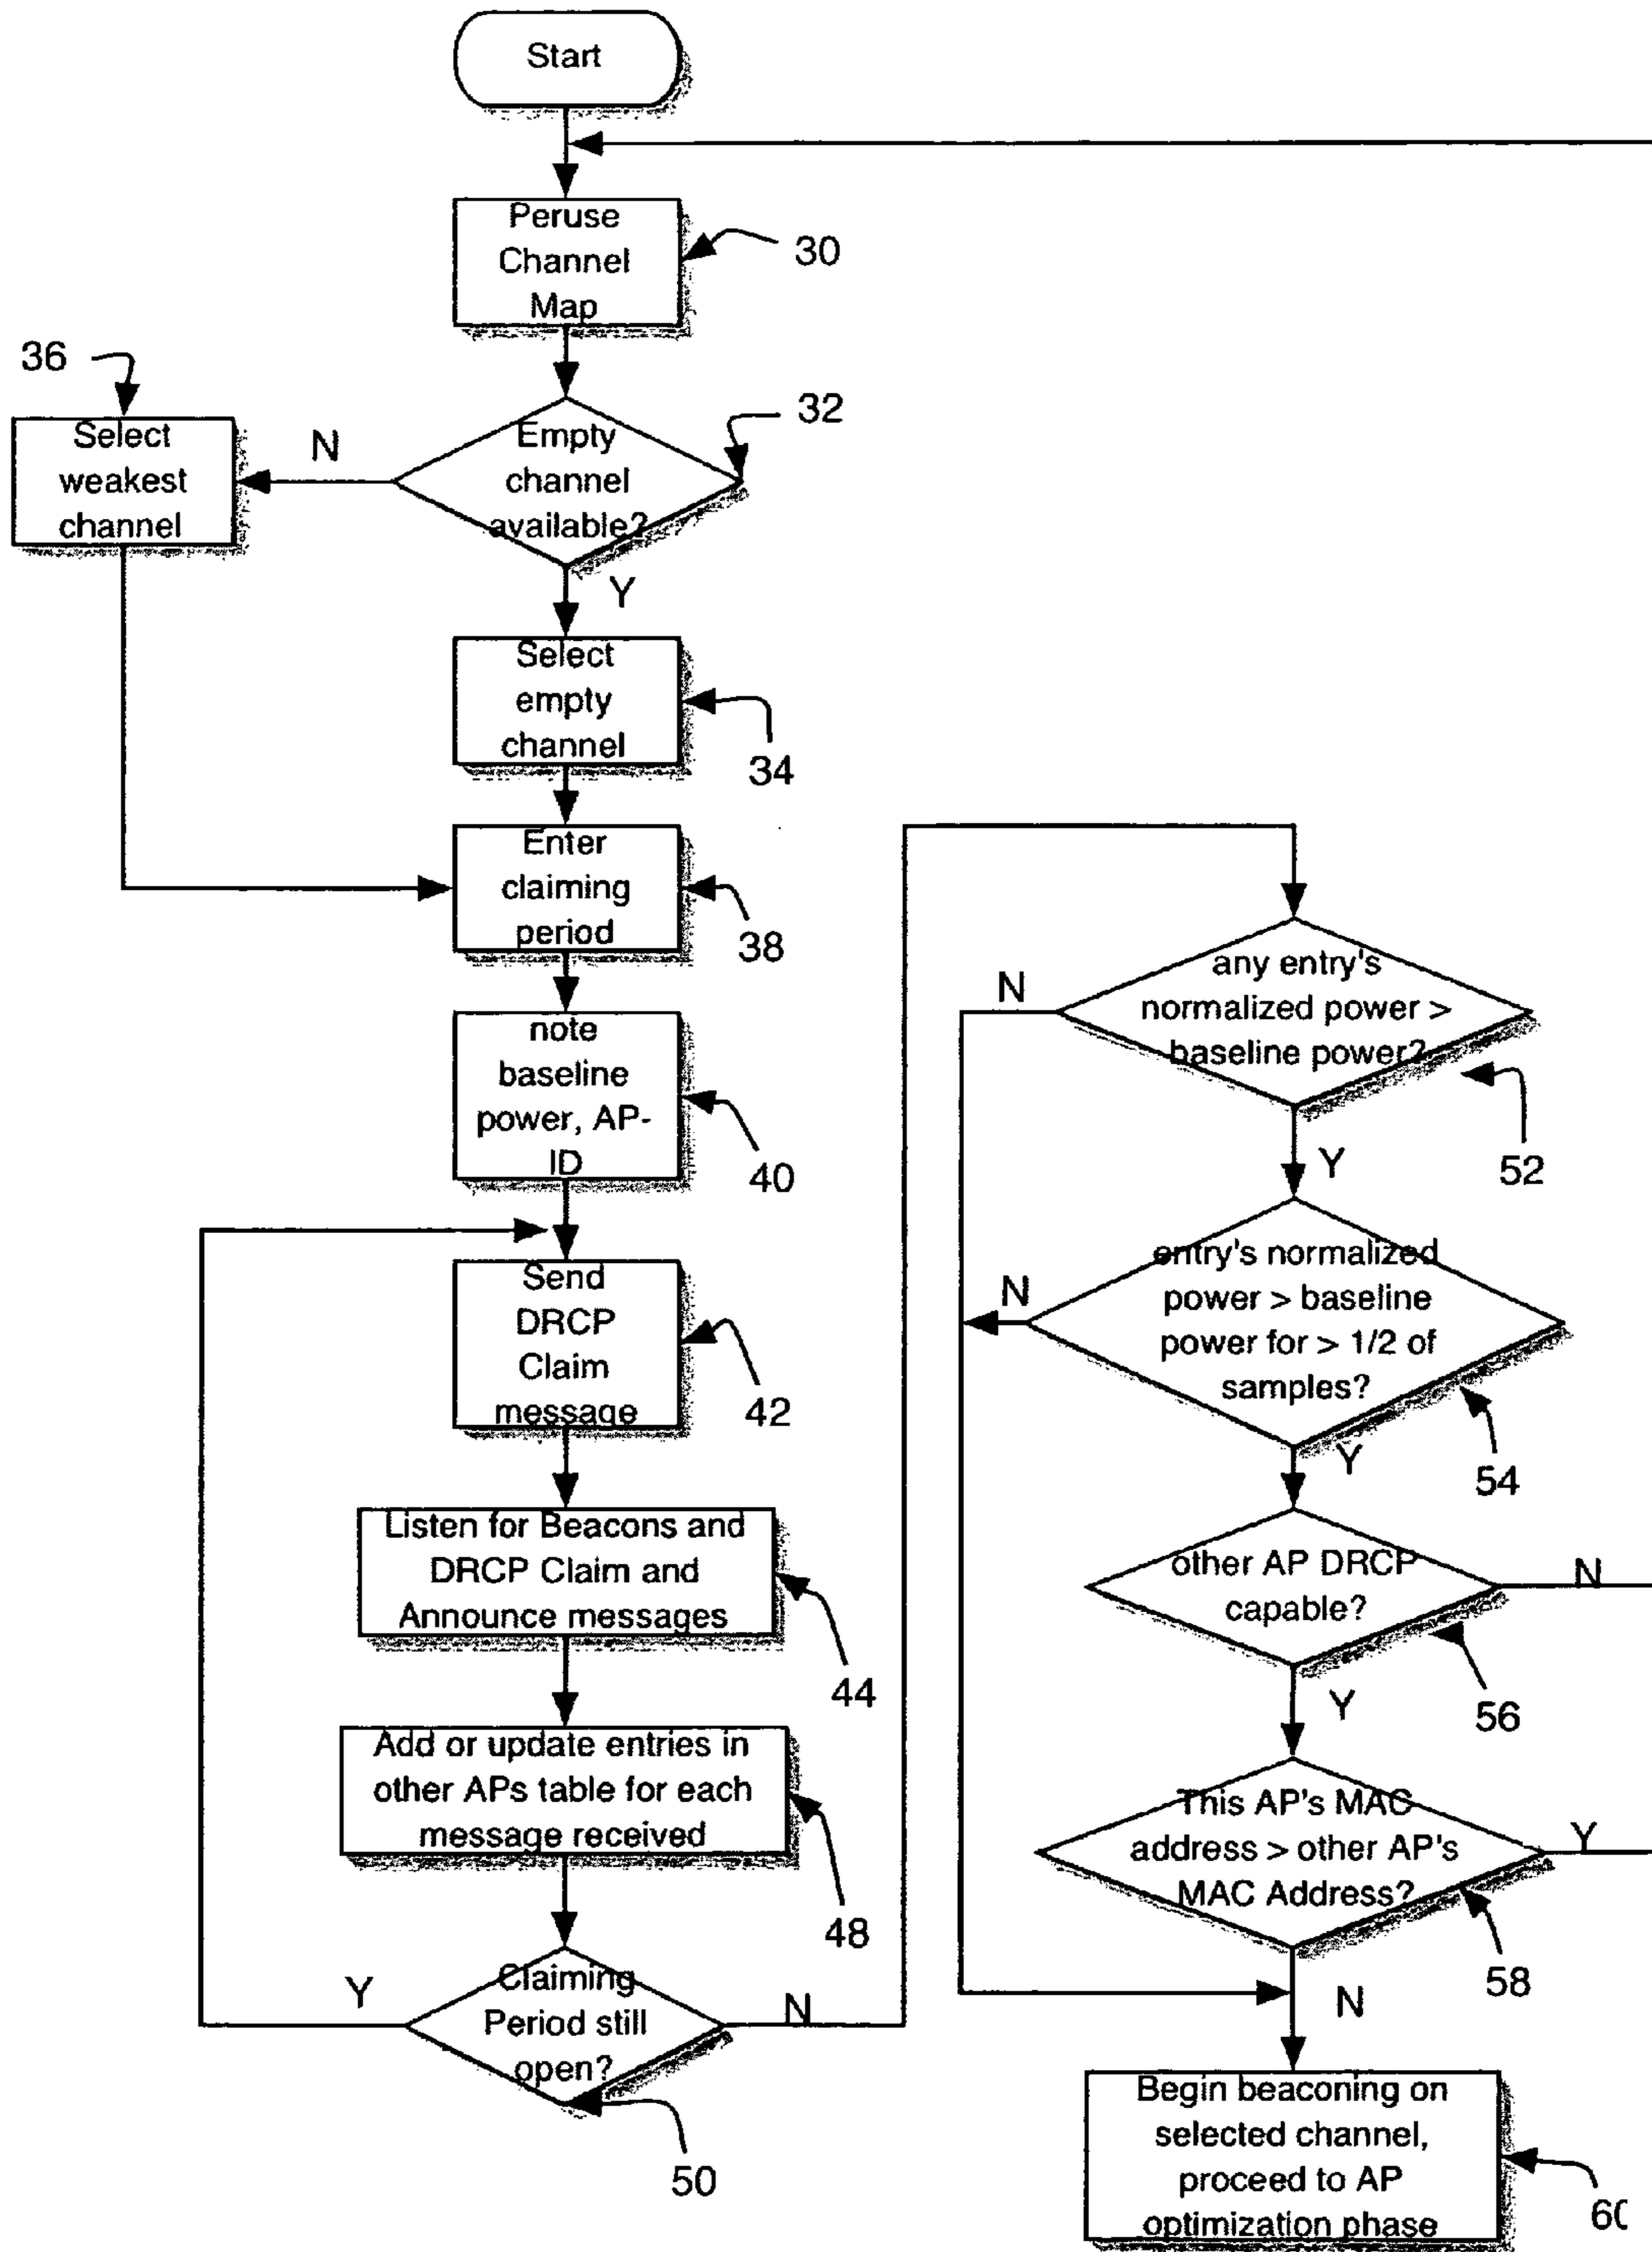 Start
Peruse
Channel
Map
30
36
Select
weakest
channel
N
Empty
channel
available?
32
Y
Select
empty
channel
34
Enter
claiming
period
38
note
baseline
power, AP-
ID
40
Send
DRCP
Claim
message
42
Listen for Beacons and
DRCP Claim and
Announce messages
44
Add or update entries in
other APs table for each
message received
48
Claiming
Period still
open?
Y
N
50
any entry's
normalized power >
baseline power?
N
52
Y
entry's normalized
power > baseline
power for > 1/2 of
samples?
N
54
Y
other AP DRCP
capable?
N
56
Y
This AP's MAC
address > other AP's
MAC Address?
Y
58
N
Begin beaconing on
selected channel,
proceed to AP
optimization phase
60